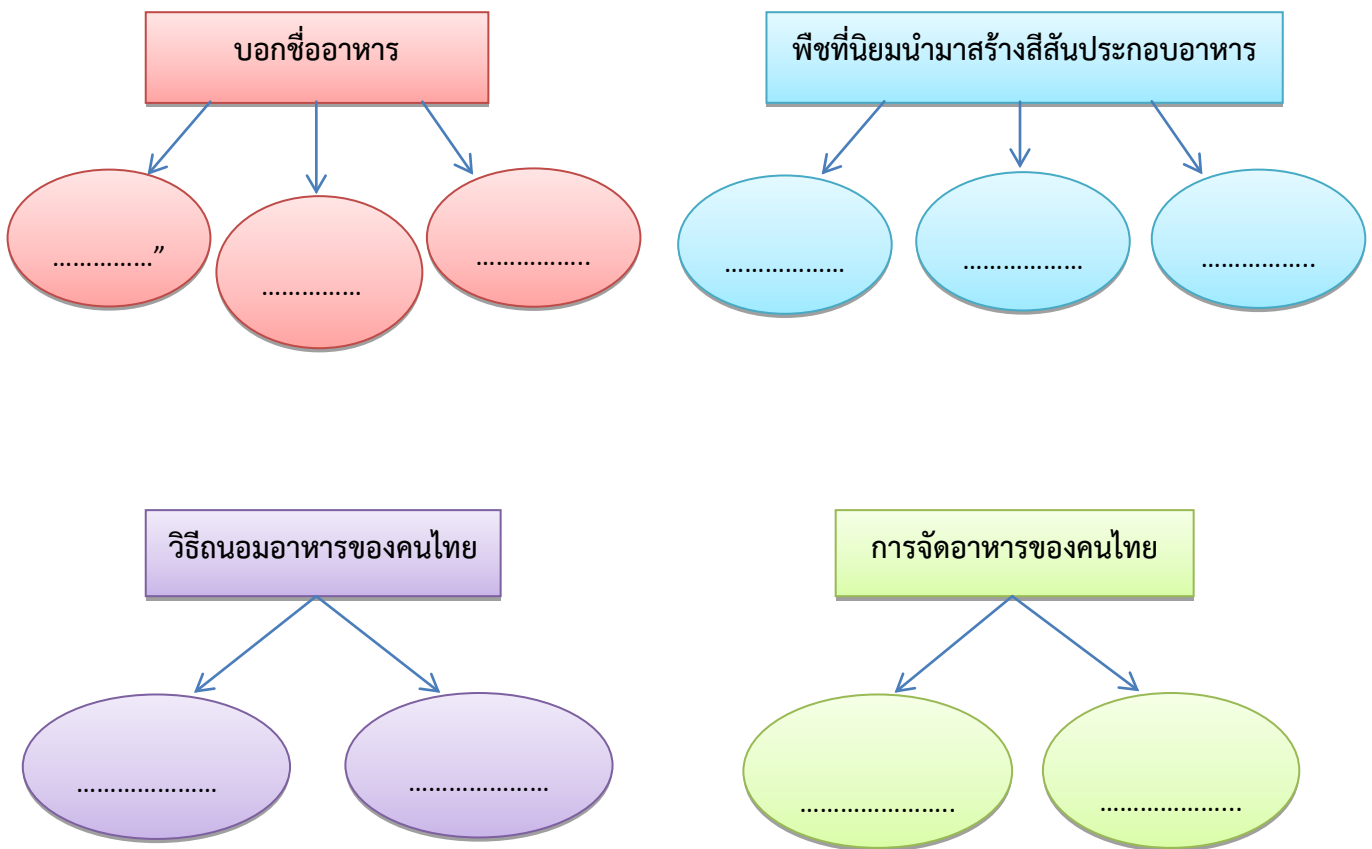 บอกชื่ออาหาร
พืชที่นิยมนำมาสร้างสีสันประกอบอาหาร
……………”
……………
……………..
………………
………………
……………..
วิธีถนอมอาหารของคนไทย
การจัดอาหารของคนไทย
…………………
…………………
…………………..
…………………